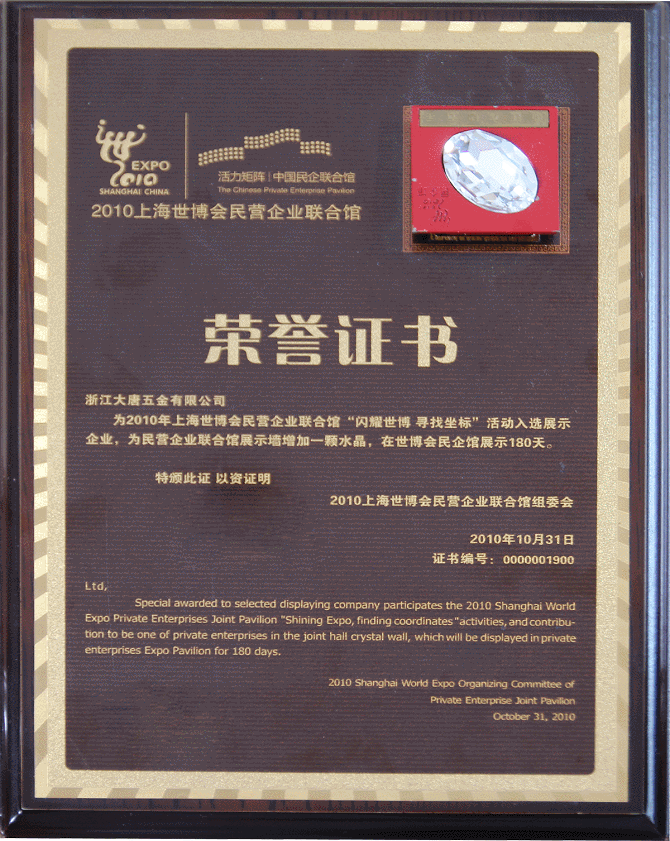 EXPO
2010
SHANGHAI CHINA
活力矩阵|中国民企联合馆
The Chinese Private Enterprise Pavilion
2010上海世博会民营企业联合馆
荣誉证书
浙江大唐五金有限公司
为2010年上海世博会民营企业联合馆“闪耀世博 寻找坐标”活动入选展示
企业，为民营企业联合馆展示墙增加一颗水晶，在世博会民企馆展示180天。
特颁此证 以资证明
2010上海世博会民营企业联合馆组委会
2010年10月31日
证书编号：0000001900
Ltd,
Special awarded to selected displaying company participates the 2010 Shanghai World
Expo Private Enterprises Joint Pavilion “Shining Expo, finding coordinates”activities, and contribu-
tion to be one of private enterprises in the joint hall crystal wall, which will be displayed in private
enterprises Expo Pavilion for 180 days.
2010 Shanghai World Expo Organizing Committee of
Private Enterprise Joint Pavilion
October 31, 2010